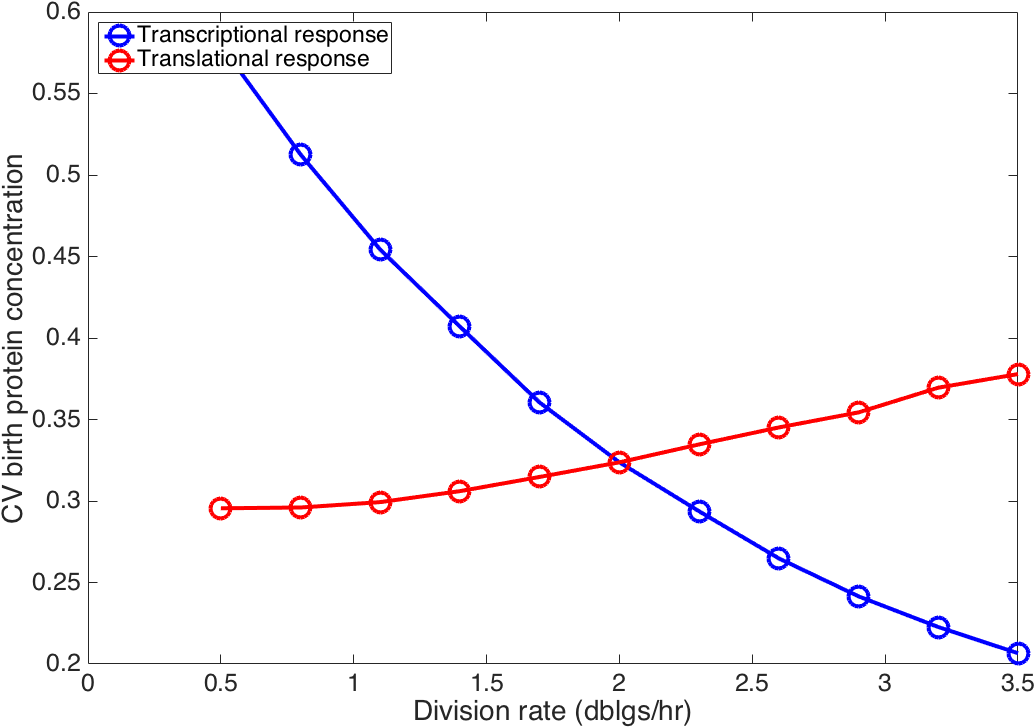 0.6
Transcriptional response
Translational response
0.55
0.5
0.45
0.4
0.35
0.3
0.25
0.2
CV birth protein concentration
0 0.5 1 1.5 2 2.5 3 3.5
Division rate (dblgs/hr)